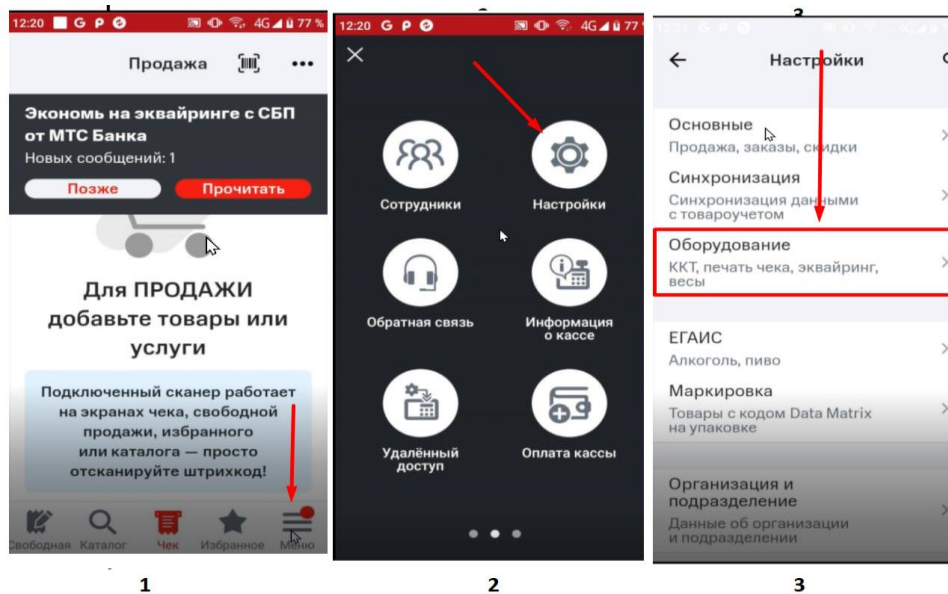 3
12:20 G P 4G 77 %
Продажа
Экономь на эквайринге с СБП
от МТС Банка
Новых сообщений: 1
Позже Прочитать
Для ПРОДАЖИ
добавьте товары или
услуги
Подключенный сканер работает
на экранах чека, свободной
продажи, избранного
или каталога — просто
отсканируйте штрихкод!
Свободная Каталог Чек Избранное Меню
1
12:20 G P 4G 77
Сотрудники Настройки
Обратная связь Информация
о кассе
Удалённый
доступ Оплата кассы
2
Настройки
Основные
Продажа, заказы, скидки
Синхронизация
Синхронизация данными
с товароучетом
Оборудование
ККТ, печать чека, эквайринг,
весы
ЕГАИС
Алкоголь, пиво
Маркировка
Товары с кодом Data Matrix
на упаковке
Организация и
подразделение
Данные об организации
и подразделении
3